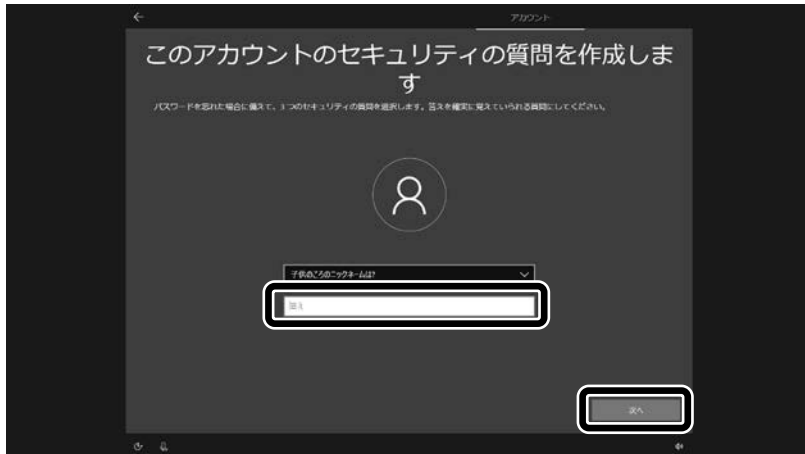 アカウント
このアカウントのセキュリティの質問を作成しま
す
パスワードを忘れた場合に備えて、3 つのセキュリティの質問を選択します。答えを確実に覚えていられる質問にしてください。
子供のころのニックネームは?
答え
次へ